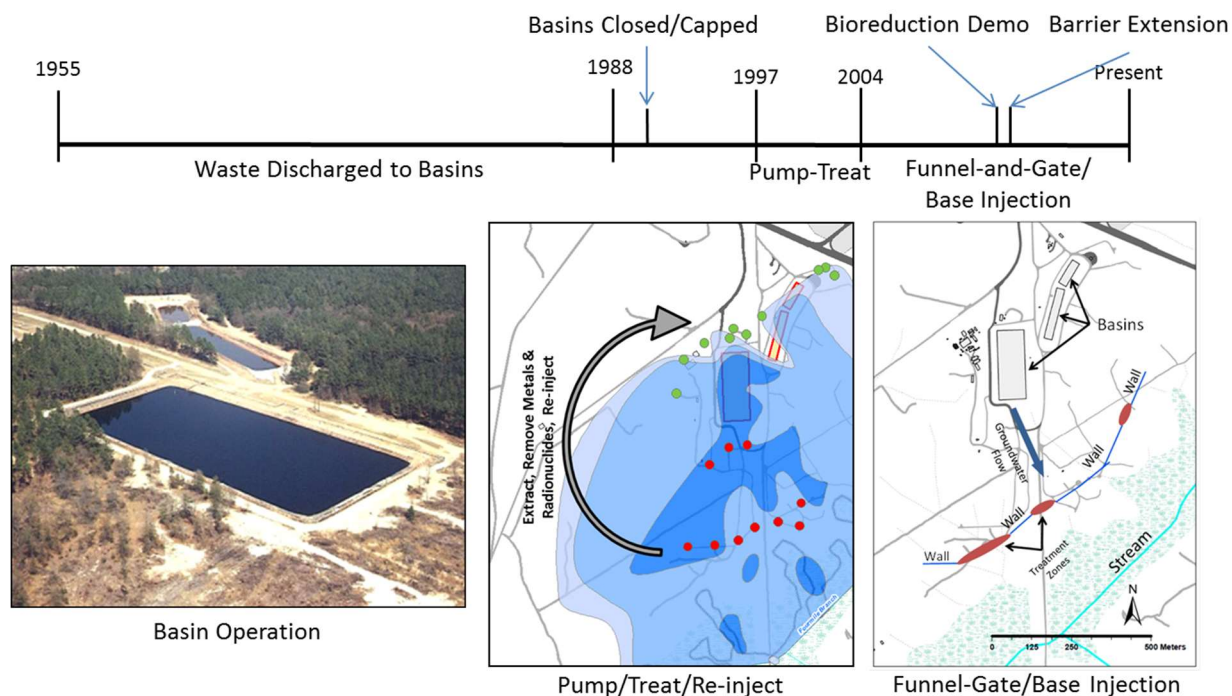 Basins Closed/Capped
Bioreduction Demo
Barrier Extension
1955
1988
1997
2004
Present
Waste Discharged to Basins
Pump-Treat
Funnel-and-Gate/
Base Injection
Extract, Remove Metals &
Radionuclides, Re-inject
Fourmile Branch
Basins
Groundwater
Flow
Wall
Wall
Wall
Wall
Treatment
Zones
Stream
N
0 125 250 500 Meters
Basin Operation
Pump/Treat/Re-inject
Funnel-Gate/Base Injection